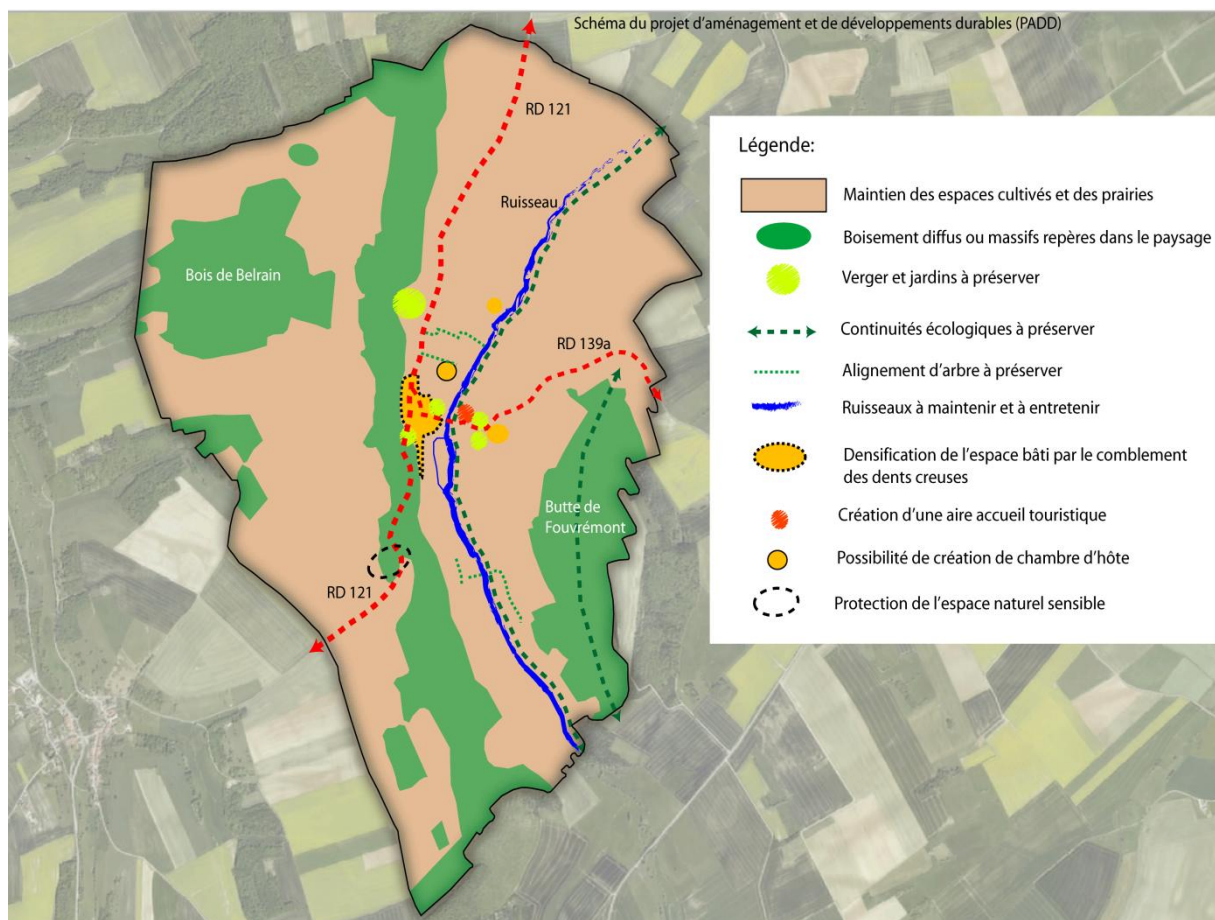 Schéma du projet d'aménagement et de développements durables (PADD)
RD 121
Ruisseau
Bois de Belrain
RD 139a
Butte de
Fouvrémont
RD 121
Légende:
Maintien des espaces cultivés et des prairies
Boisement diffus ou massifs repères dans le paysage
Verger et jardins à préserver
Continuités écologiques à préserver
Alignement d'arbre à préserver
Ruisseaux à maintenir et à entretenir
Densification de l'espace bâti par le comblement
des dents creuses
Création d'une aire accueil touristique
Possibilité de création de chambre d'hôte
Protection de l'espace naturel sensible